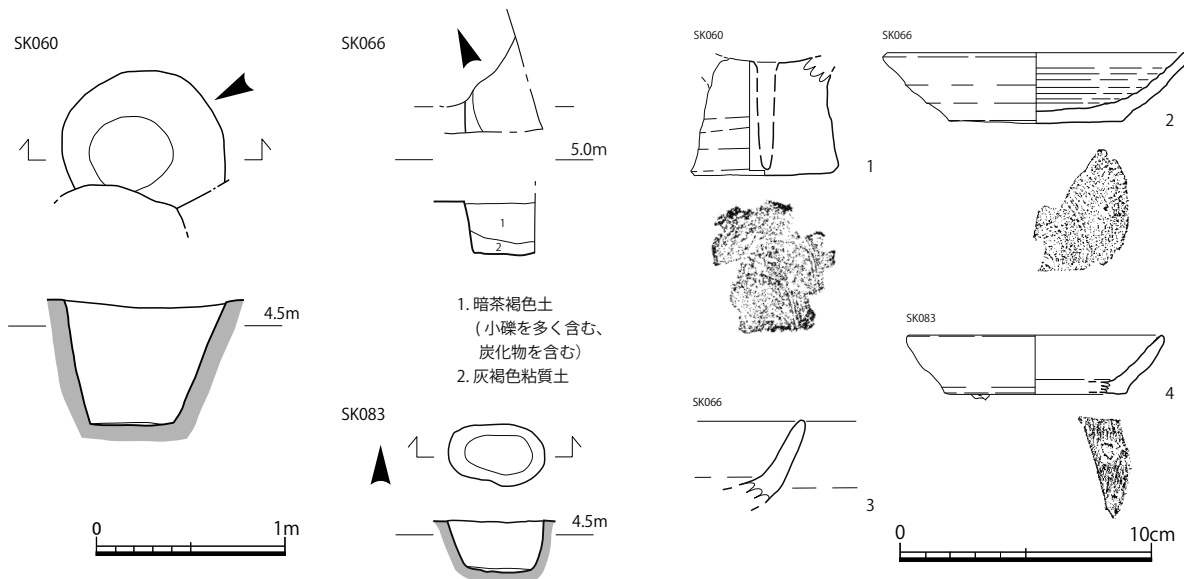 SK060
4.5m
0
1m
SK066
5.0m
1
2
1. 暗茶褐色土
( 小礫を多く含む、
炭化物を含む)
2. 灰褐色粘質土
SK083
4.5m
SK060
1
SK066
2
SK066
3
SK083
4
0
10cm